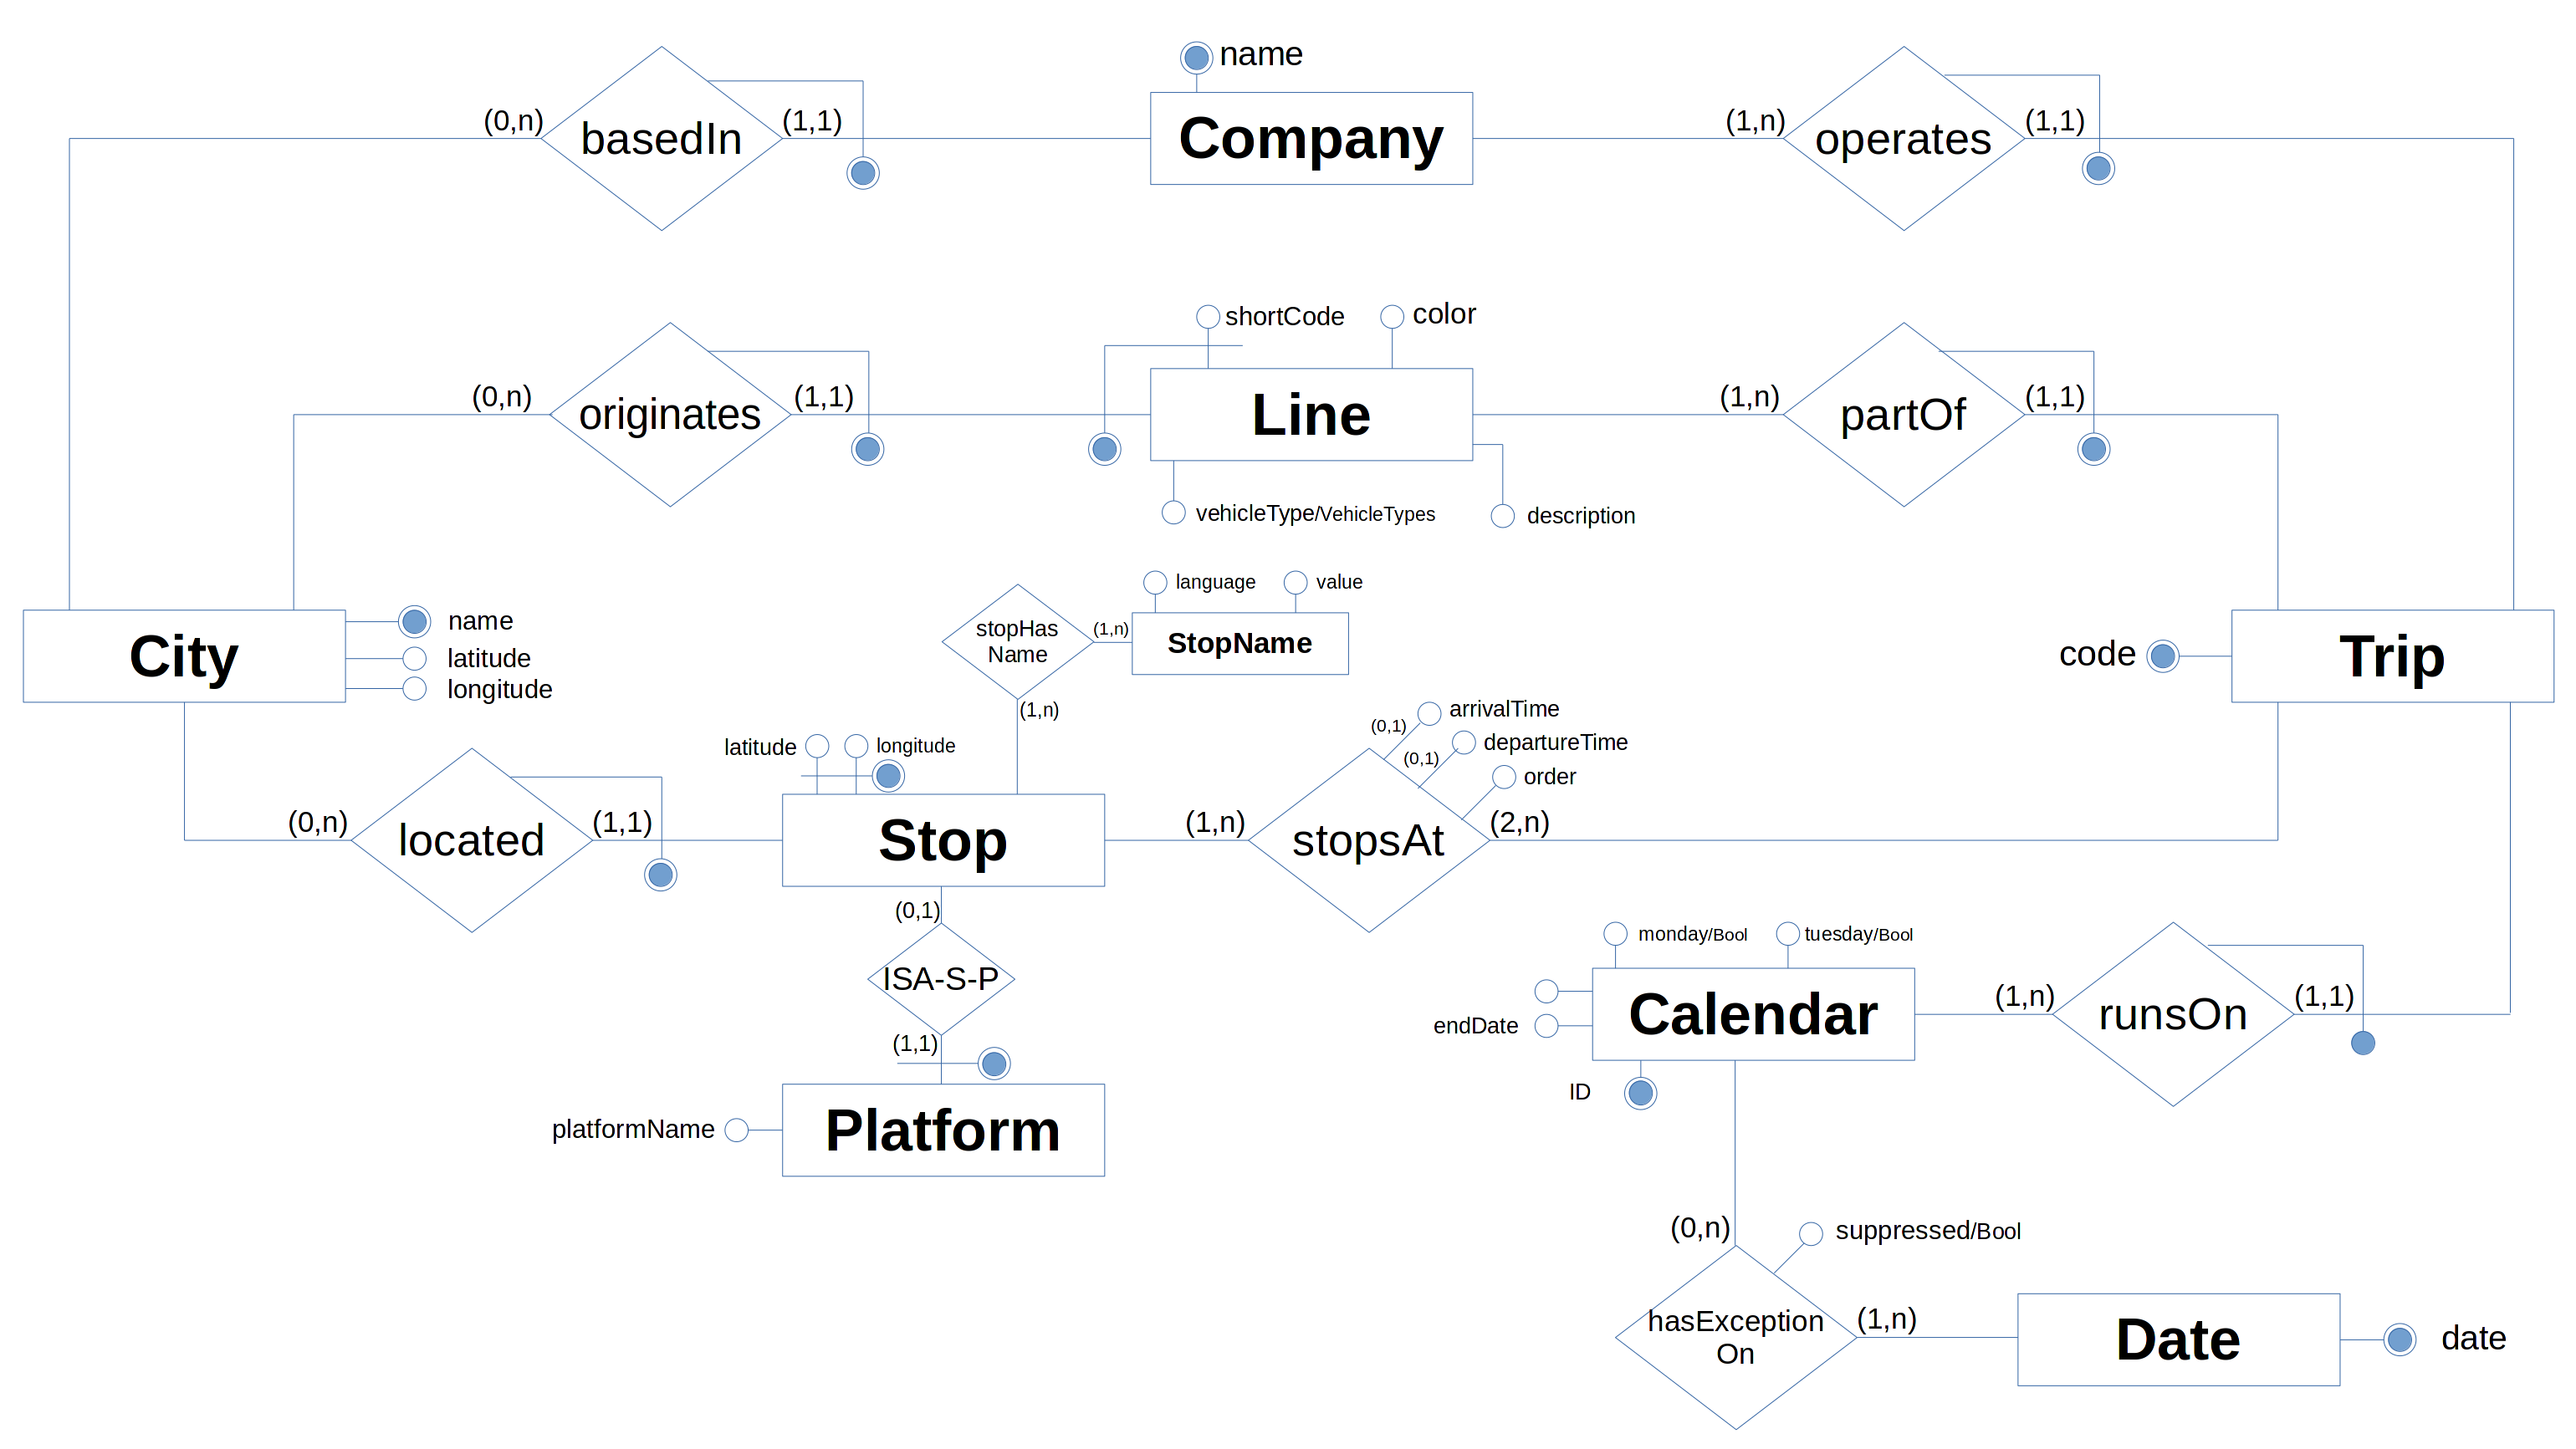 name
(0,n)
basedIn
(1,1)
Company
(1,n)
operates
(1,1)
shortCode
color
(0,n)
originates
(1,1)
Line
(1,n)
partOf
(1,1)
vehicleType/VehicleTypes
description
language
value
City
name
latitude
longitude
stopHas
Name
(1,n)
StopName
code
Trip
(1,n)
arrivalTime
(0,1)
departureTime
(0,1)
order
latitude
longitude
(0,n)
located
(1,1)
Stop
(1,n)
stopsAt
(2,n)
(0,1)
ISA-S-P
(1,1)
platformName
Platform
monday/Bool
tuesday/Bool
endDate
Calendar
(1,n)
runsOn
(1,1)
ID
(0,n)
suppressed/Bool
hasException
On
(1,n)
Date
date